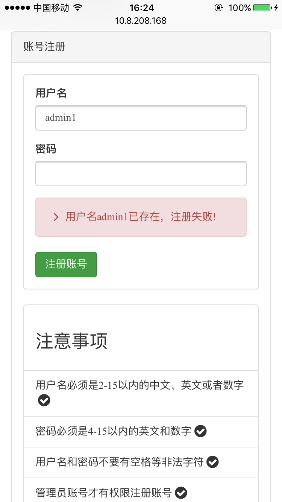 中国移动 16:24 100%
10.8.208.168
账号注册
用户名
admin1
密码
用户名admin1已存在，注册失败!
注册账号
注意事项
用户名必须是2-15以内的中文、英文或者数字
密码必须是4-15以内的英文和数字
用户名和密码不要有空格等非法字符
管理员账号才有权限注册账号